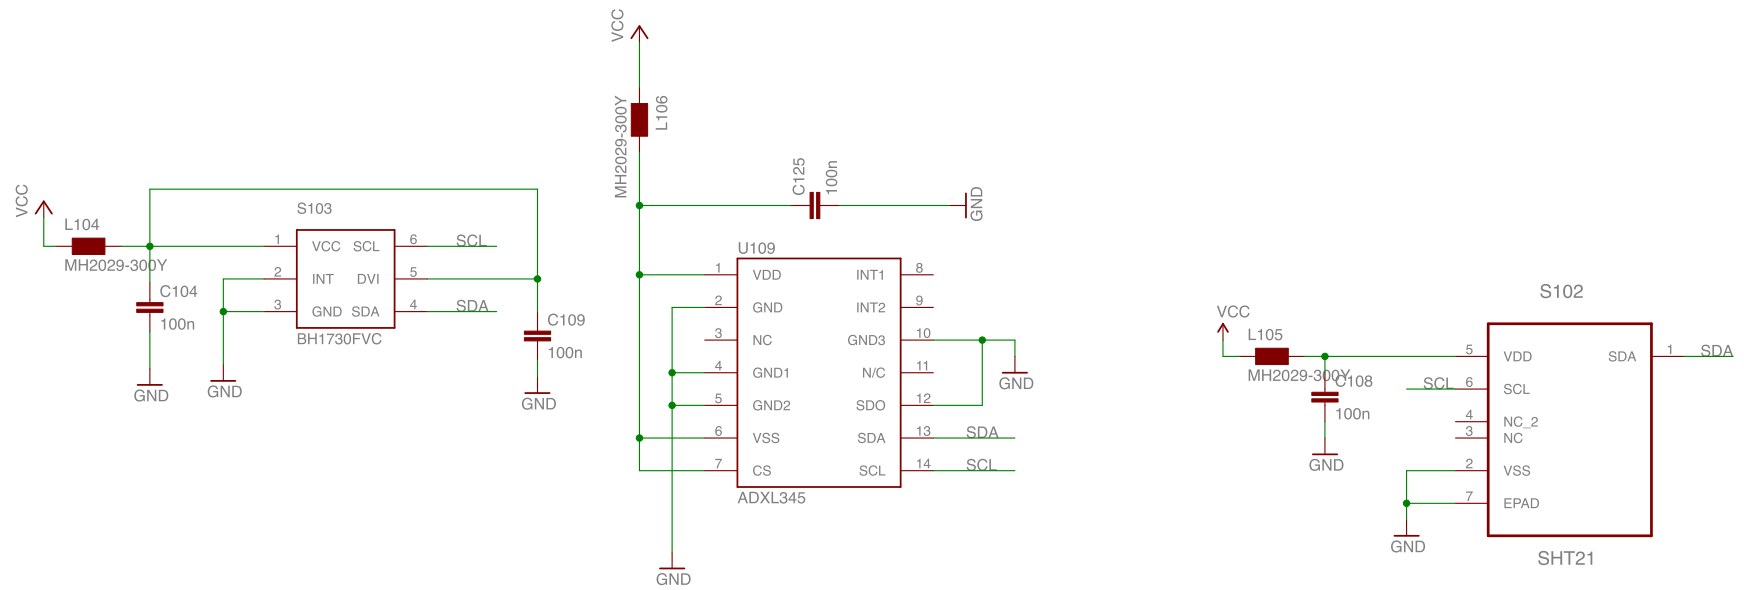 VCC
L104
MH2029-300Y
C104
100n
GND
S103
1 VCC SCL 6 SCL
2 INT DVI 5
3 GND SDA 4 SDA
BH1730FVC
GND
C109
100n
GND
VCC
MH2029-300Y
L106
C125
100n
GND
U109
1 VDD INT1 8
2 GND INT2 9
3 NC GND3 10
4 GND1 N/C 11
5 GND2 SDO 12
6 VSS SDA 13 SDA
7 CS SCL 14 SCL
ADXL345
GND
GND
VCC
L105
MH2029-300Y
C108
100n
GND
S102
5 VDD SDA 1 SDA
SCL 6 SCL
4 NC_2
3 NC
2 VSS
7 EPAD
GND
SHT21